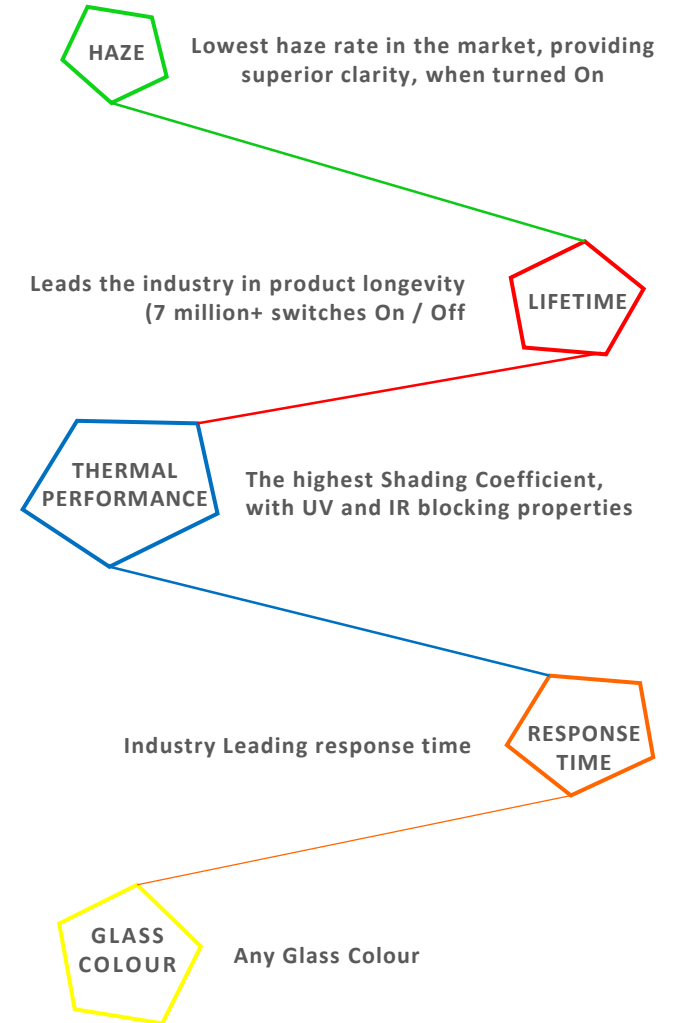 HAZE
Lowest haze rate in the market, providing
superior clarity, when turned On
Leads the industry in product longevity
(7 million+ switches On / Off
LIFETIME
THERMAL
PERFORMANCE
The highest Shading Coefficient,
with UV and IR blocking properties
Industry Leading response time
RESPONSE
TIME
GLASS
COLOUR
Any Glass Colour